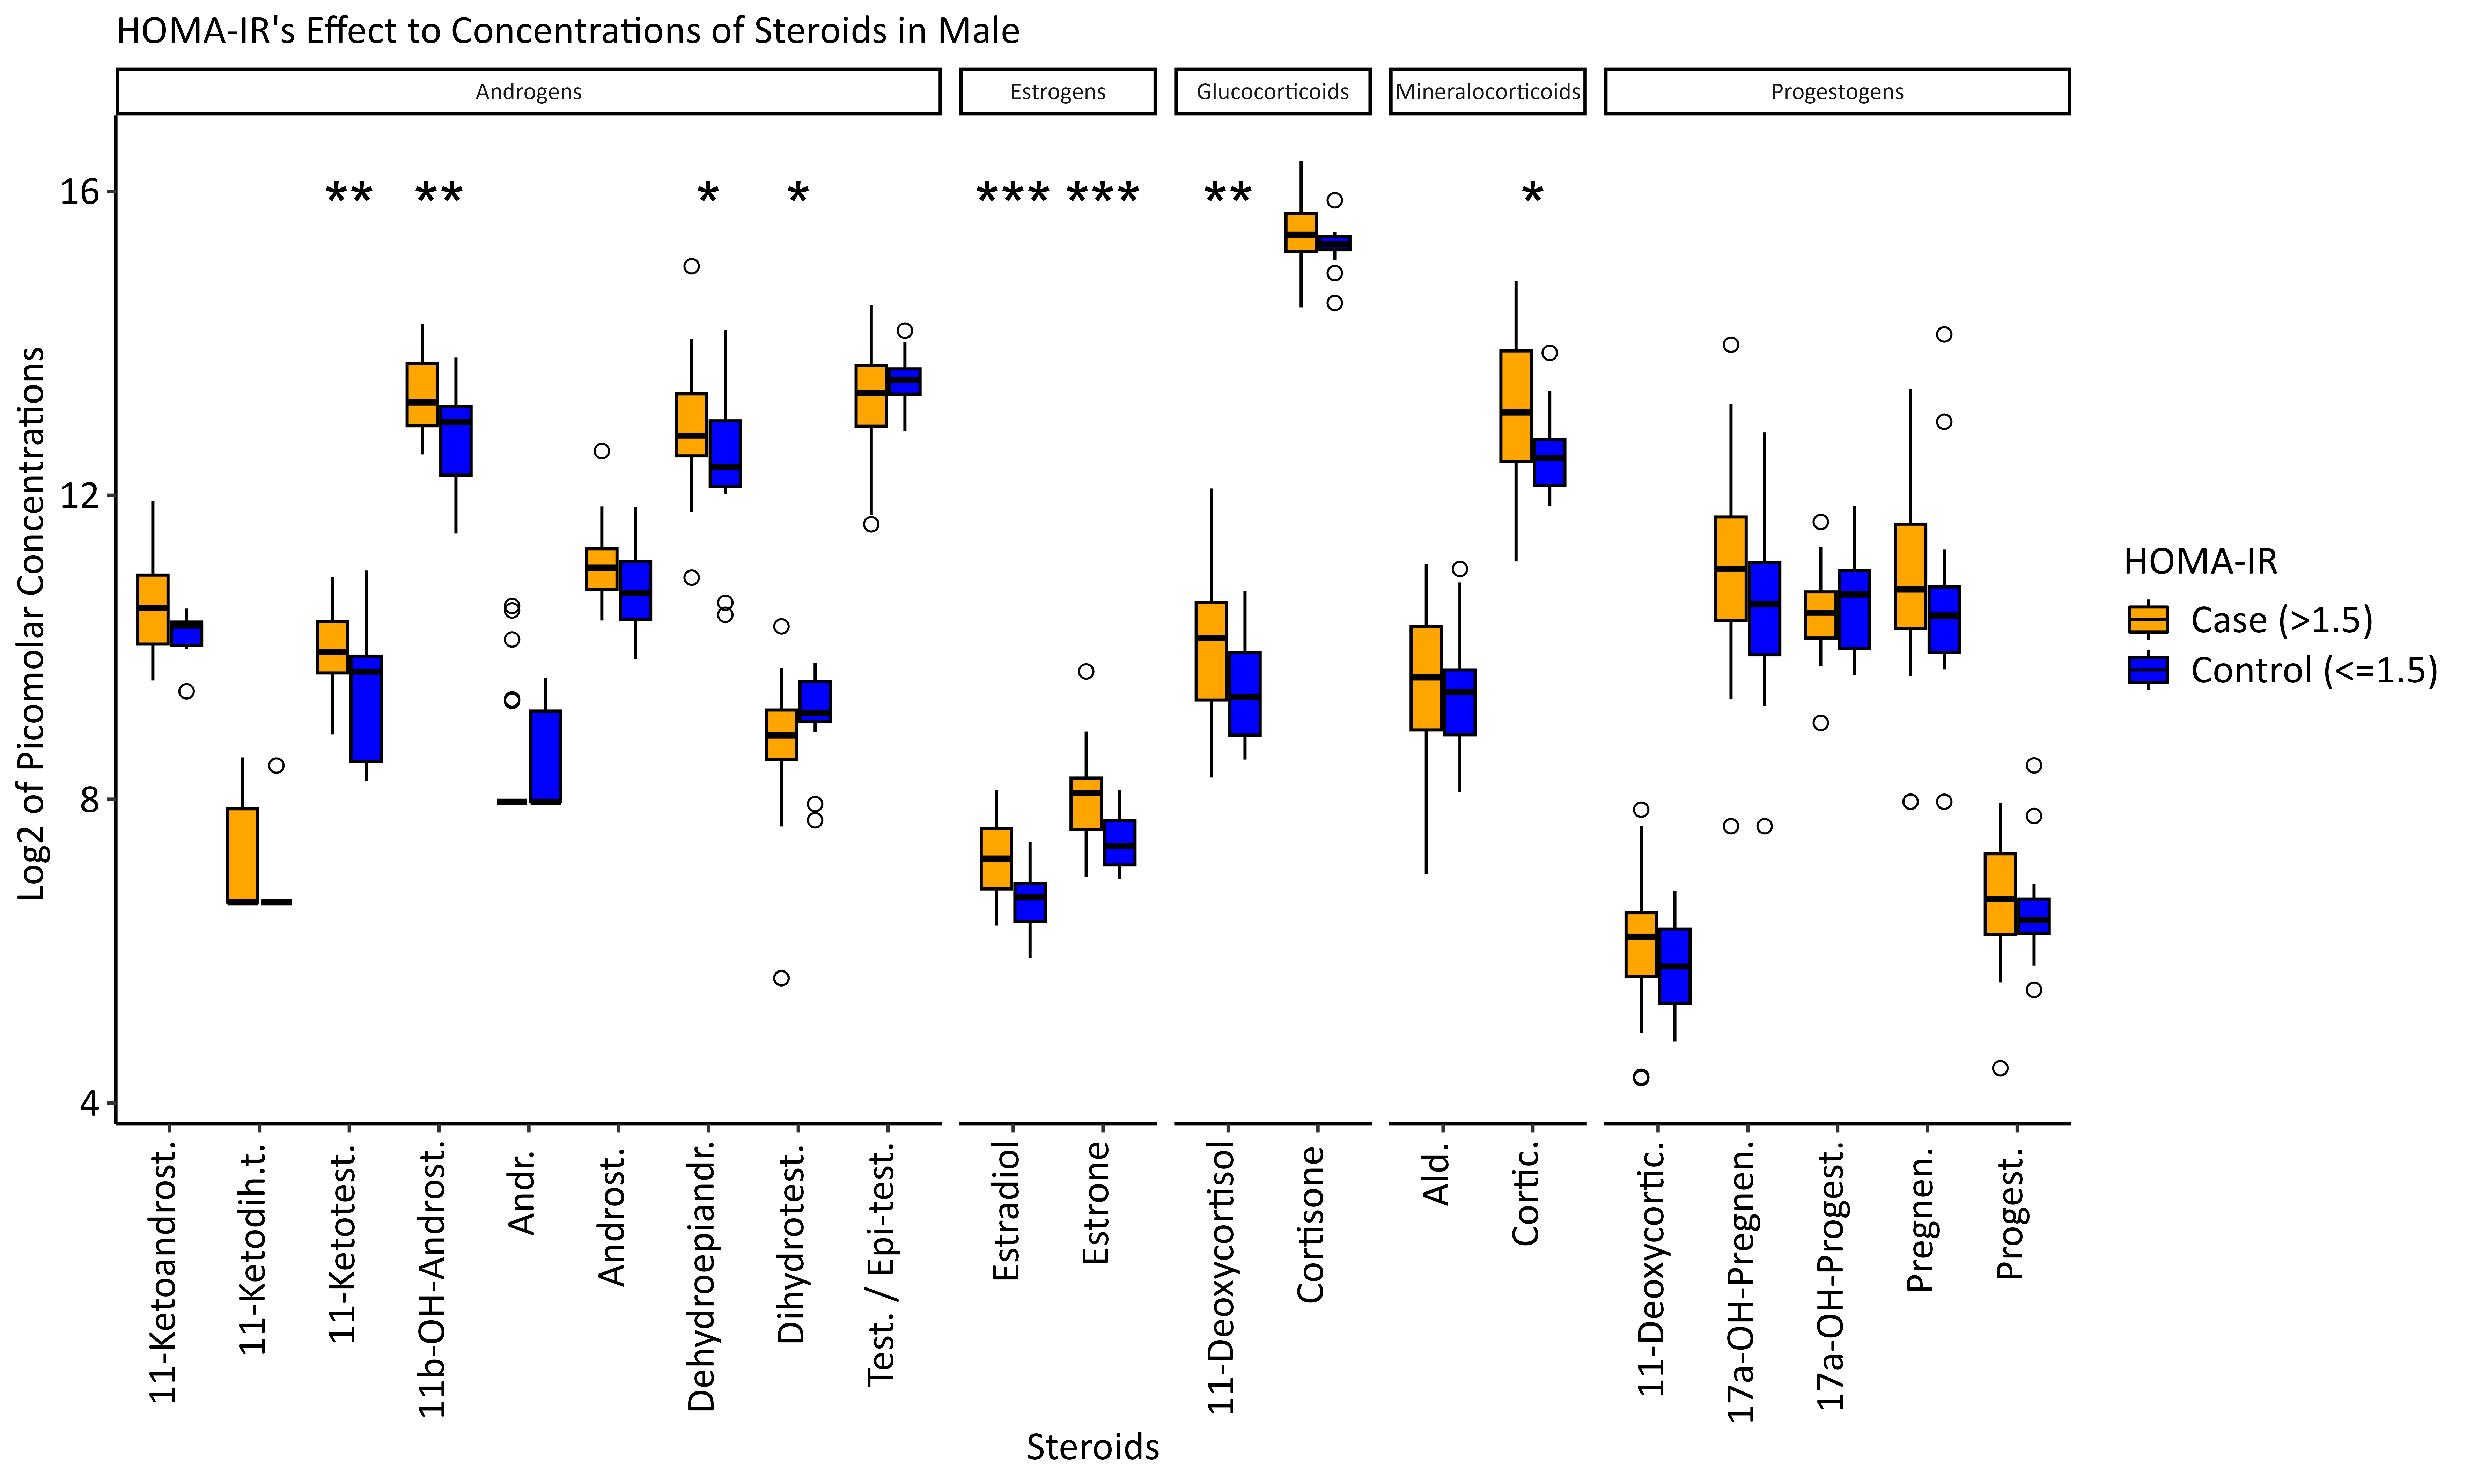 HOMA-IR's Effect to Concentrations of Steroids in Male
Androgens
Estrogens
Glucocorticoids
Mineralocorticoids
Progestogens
Log2 of Picomolar Concentrations
16
12
8
4
**
**
*
*
***
***
**
*
11-Ketoandrost.
11-Ketodih.t.
11-Ketotest.
11b-OH-Androst.
Andr.
Androst.
Dehydroepiandr.
Dihydrotest.
Test. / Epi-test.
Estradiol
Estrone
11-Deoxycortisol
Cortisone
Ald.
Cortic.
11-Deoxycortic.
17a-OH-Pregnen.
17a-OH-Progest.
Pregnen.
Progest.
Steroids
HOMA-IR
Case (>1.5)
Control (<=1.5)